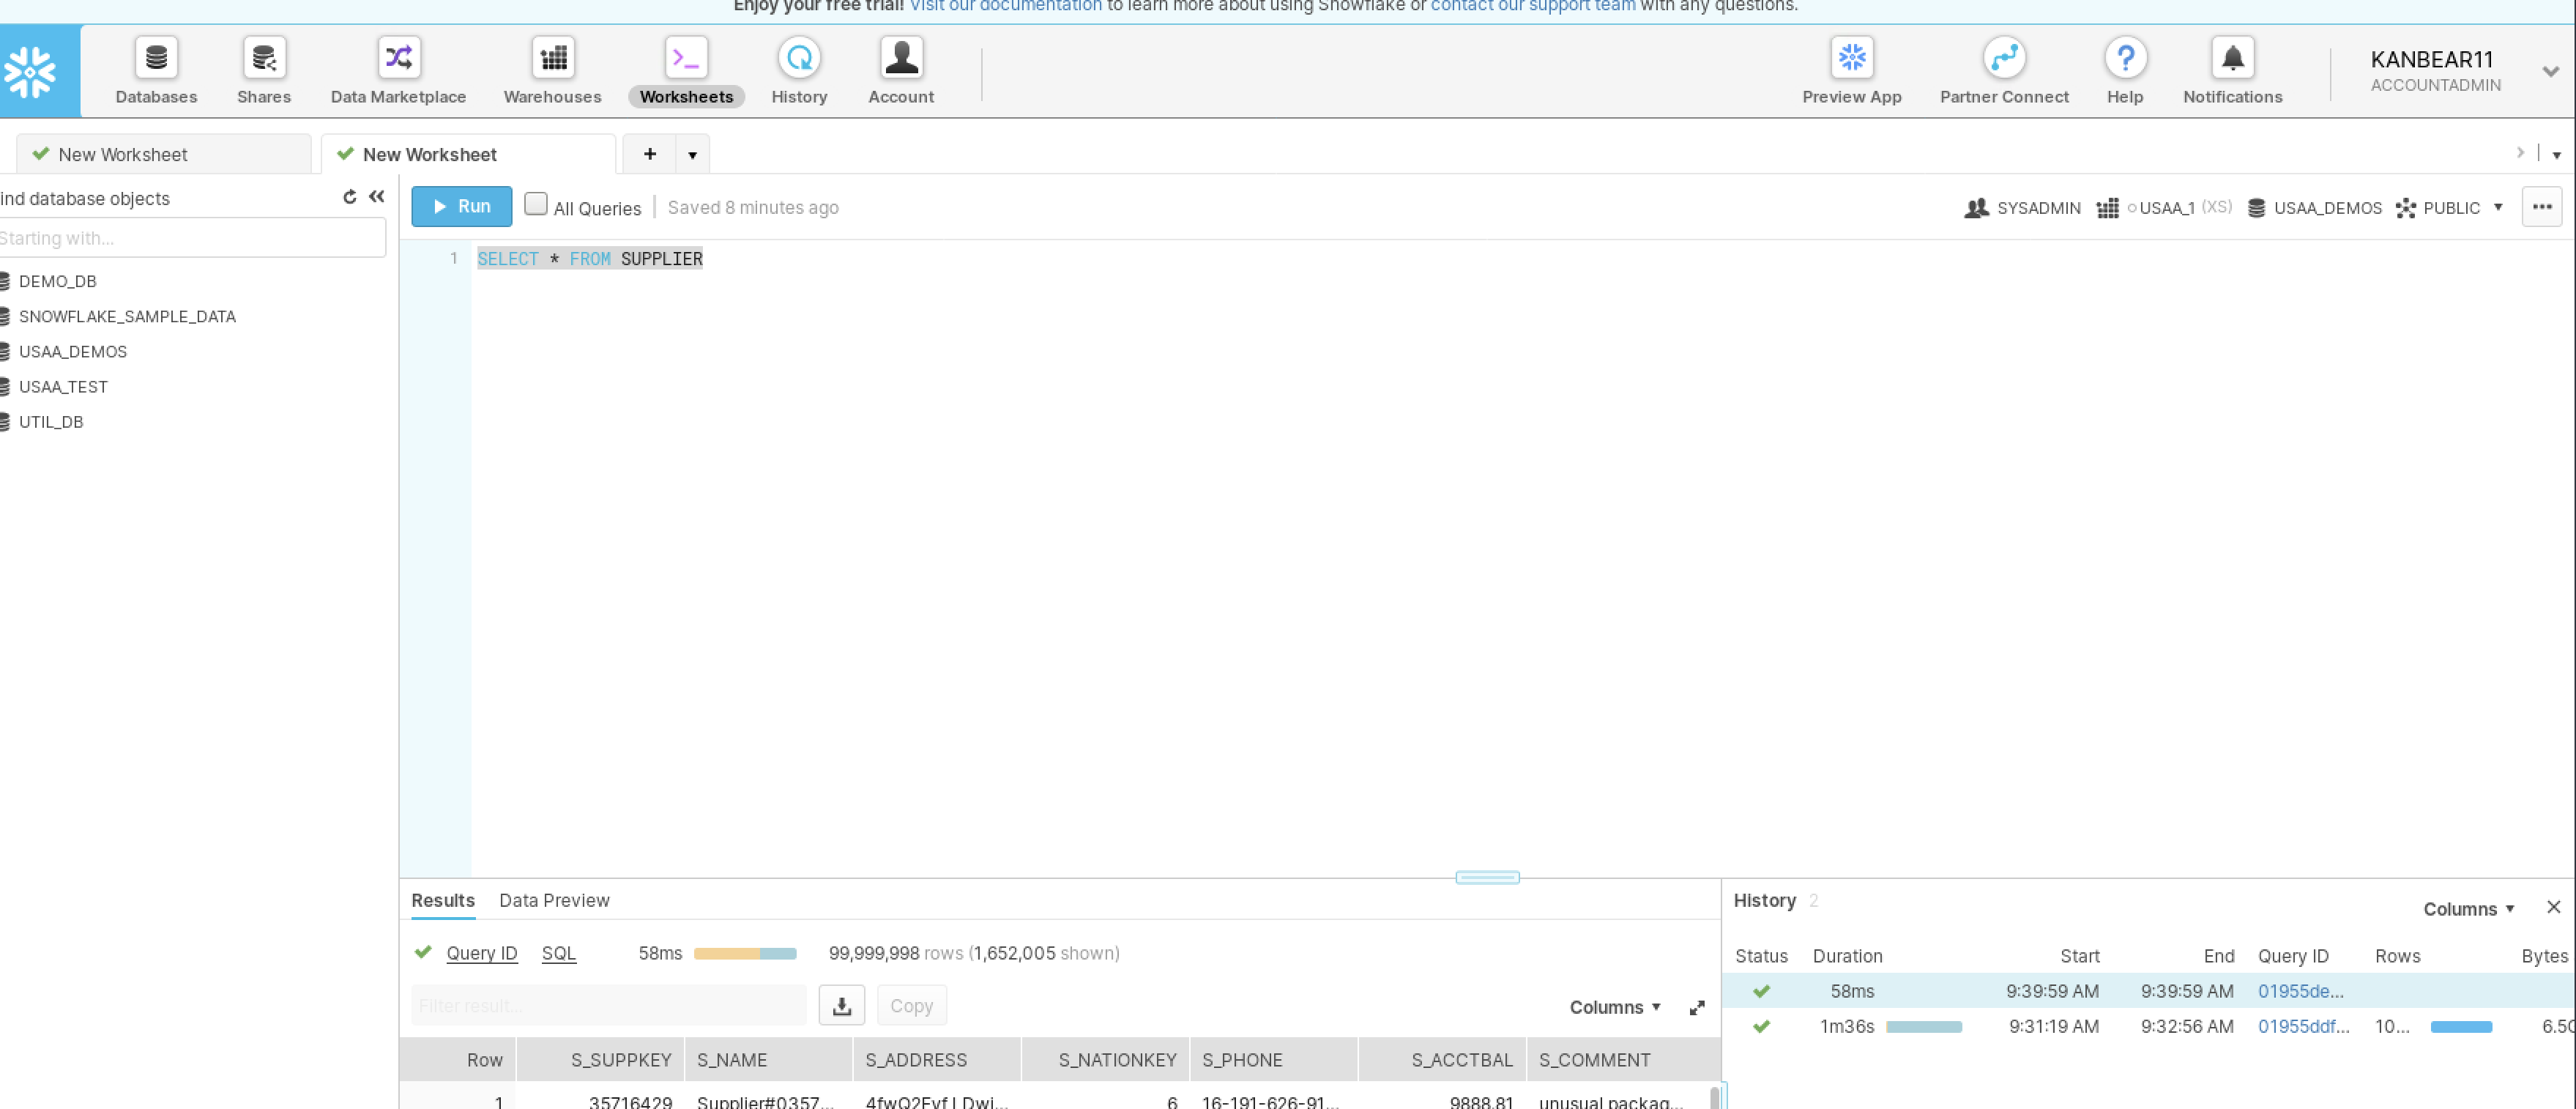 Enjoy your free trial! Visit our documentation to learn more about using Snowflake or contact our support team with any questions.
Databases Shares Data Marketplace Warehouses Worksheets History Account Preview App Partner Connect Help Notifications
KANBEAR11
ACCOUNTADMIN
New Worksheet New Worksheet +
ind database objects
Starting with...
DEMO_DB
SNOWFLAKE_SAMPLE_DATA
USAA_DEMOS
USAA_TEST
UTIL_DB
Run All Queries Saved 8 minutes ago SYSADMIN USAA_1 (XS) USAA_DEMOS PUBLIC
1 SELECT * FROM SUPPLIER
Results Data Preview
Query ID SQL 58ms 99,999,998 rows (1,652,005 shown)
Filter result...
Copy
Columns
Row S_SUPPKEY S_NAME S_ADDRESS S_NATIONKEY S_PHONE S_ACCTBAL S_COMMENT
1 35716429 Supplier#0357... 6 16-191-626-91... 9888.81 unusual packag...
History 2
Columns
Status Duration Start End Query ID Rows Bytes
58ms 9:39:59 AM 9:39:59 AM 01955de...
1m36s 9:31:19 AM 9:32:56 AM 01955ddf... 10... 6.50